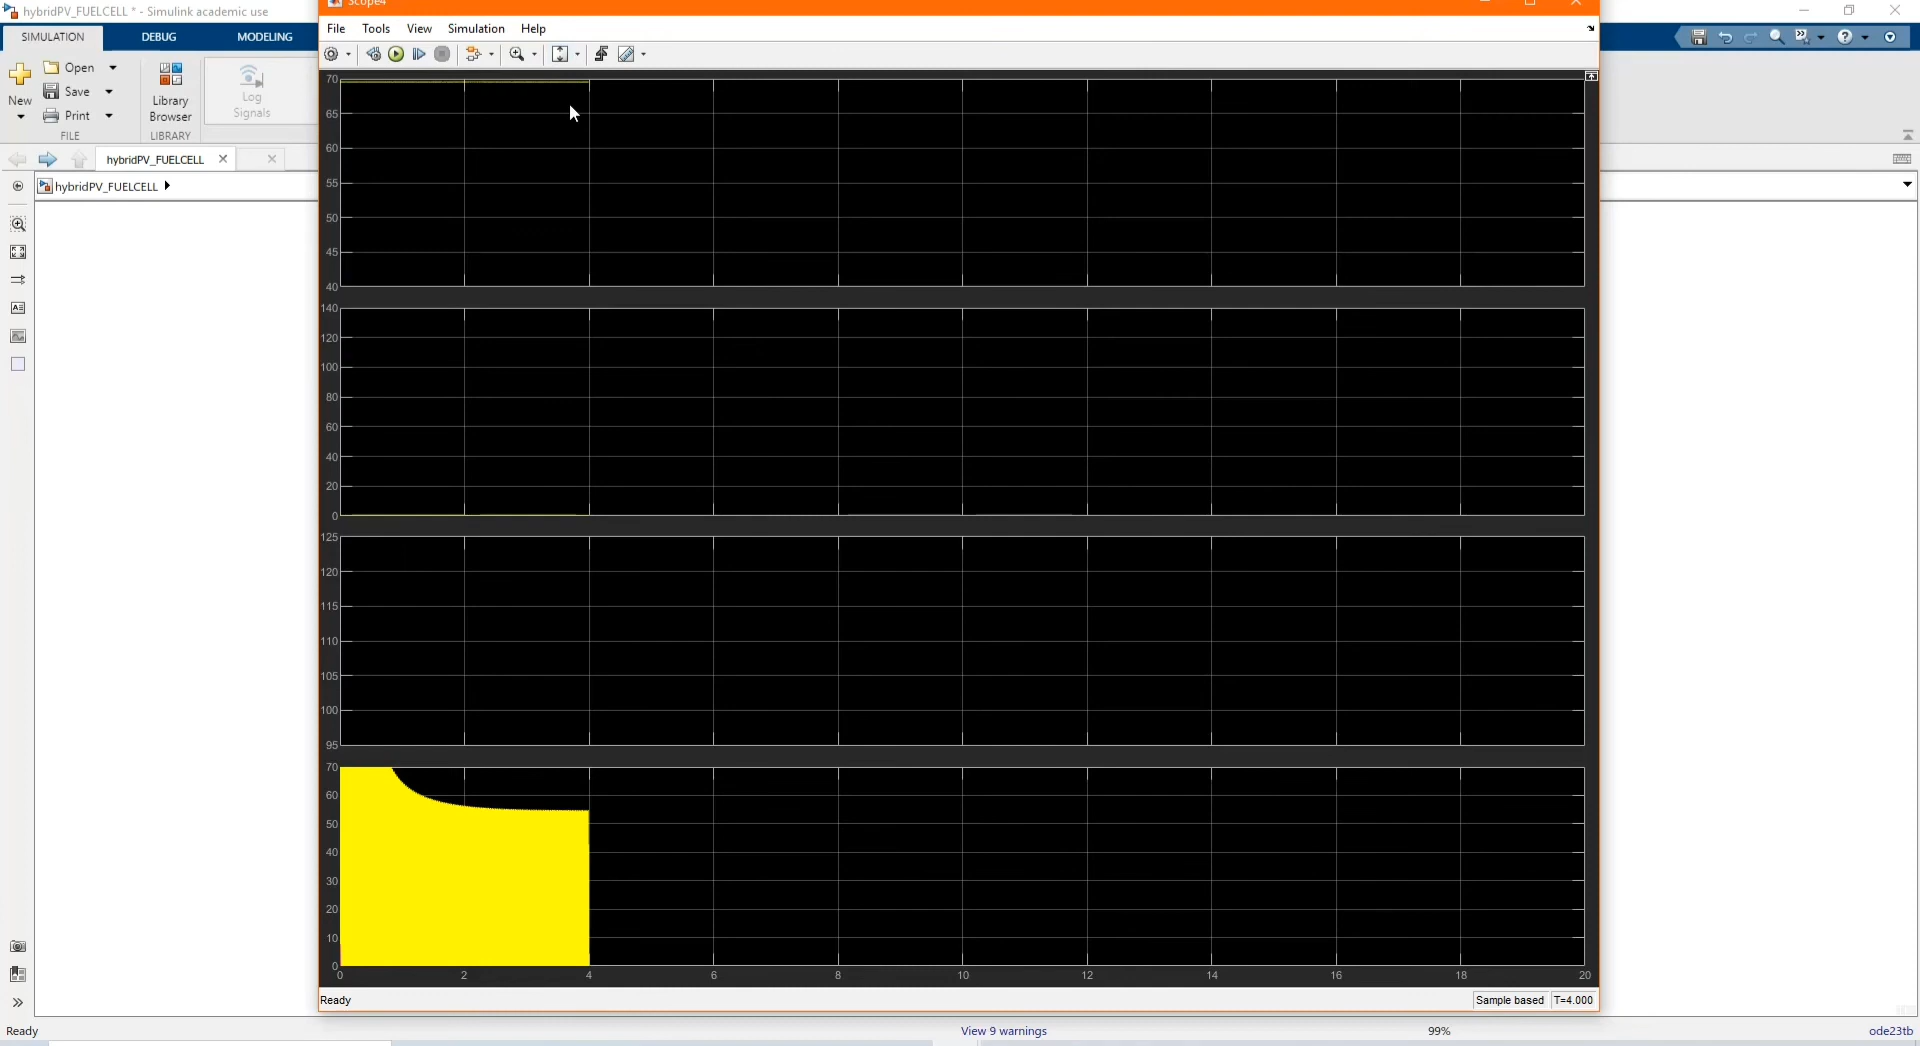 hybridPV_FUELCELL * - Simulink academic use
Scope4
SIMULATION DEBUG MODELING
File Tools View Simulation Help
New
Open
Save
Print
FILE
Library
Browser
LIBRARY
Log
Signals
hybridPV_FUELCELL
hybridPV_FUELCELL
70
65
60
55
50
45
40
140
120
100
80
60
40
20
0
125
120
115
110
105
100
95
70
60
50
40
30
20
10
0
0 2 4 6 8 10 12 14 16 18 20
Ready Sample based T=4.000
Ready View 9 warnings 99% ode23tb